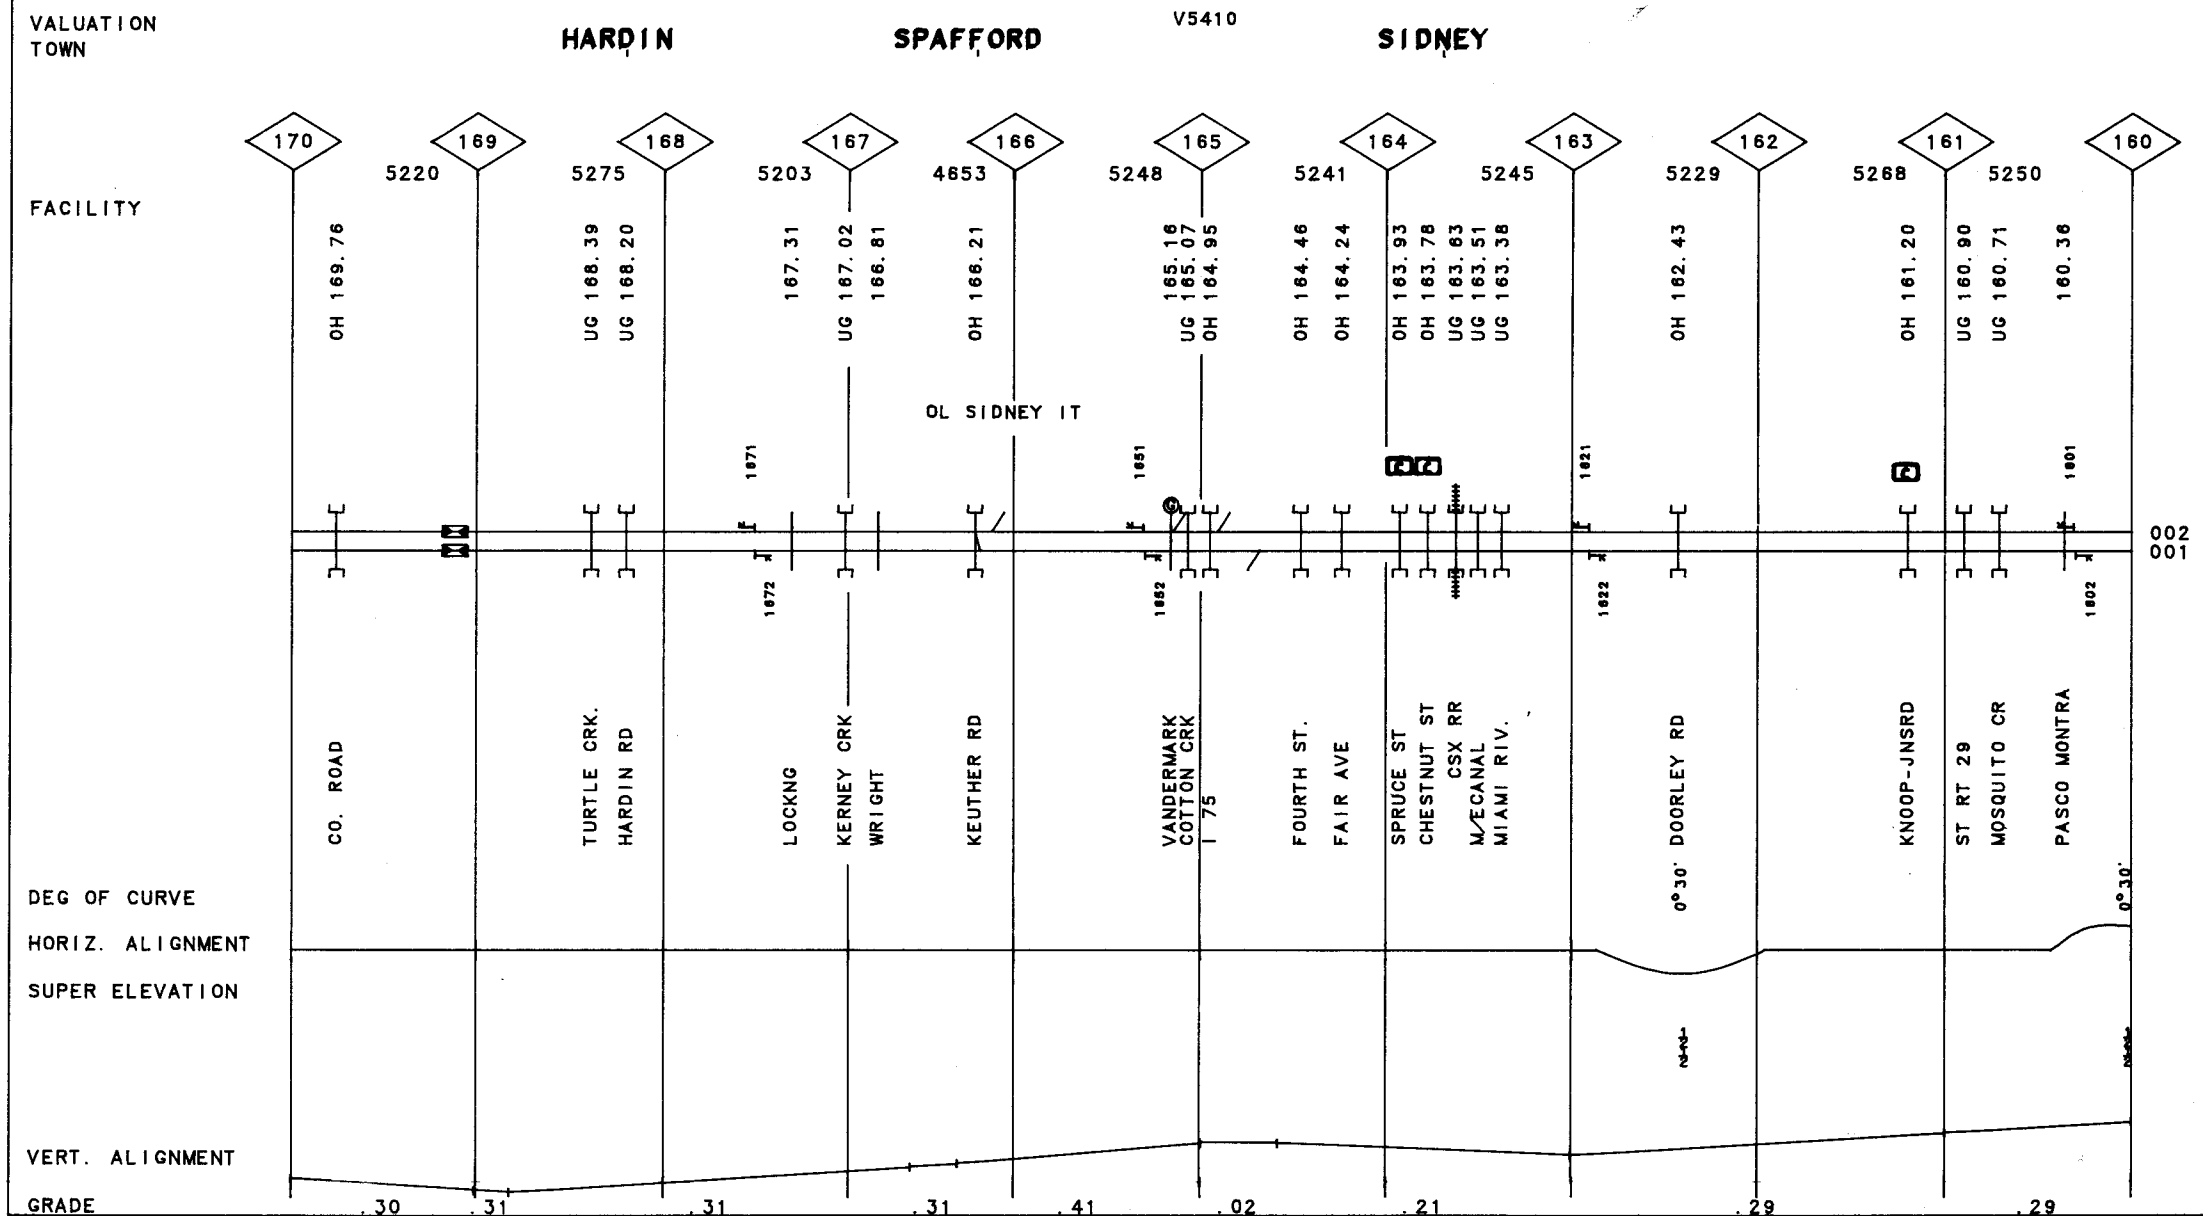 VALUATION
TOWN
HARDIN
SPAFFORD
V5410
SIDNEY
170
169
168
167
166
165
164
163
162
161
160
5220
5275
5203
4653
5248
5241
5245
5229
5268
5250
FACILITY
OH 169.76
UG 168.39
UG 168.20
167.31
UG 167.02
166.81
OH 166.21
165.16
UG 165.07
OH 164.95
OH 164.46
OH 164.24
OH 163.93
OH 163.78
UG 163.63
UG 163.51
UG 163.38
OH 162.43
OH 161.20
UG 160.90
UG 160.71
160.36
OL SIDNEY IT
1671
1651
1621
1601
G
002
001
1672
1652
1622
1602
CO. ROAD
TURTLE CRK.
HARDIN RD
LOCKNG
KERNEY CRK
WRIGHT
KEUTHER RD
VANDERMARK
COTTON CRK
I 75
FOURTH ST.
FAIR AVE
SPRUCE ST
CHESTNUT ST
CSX RR
M/ECANAL
MIAMI RIV.
DOORLEY RD
KNOOP-JNSRD
ST RT 29
MOSQUITO CR
PASCO MONTRA
DEG OF CURVE
0°30'
0°30'
HORIZ. ALIGNMENT
SUPER ELEVATION
VERT. ALIGNMENT
GRADE
.30
.31
.31
.31
.41
.02
.21
.29
.29